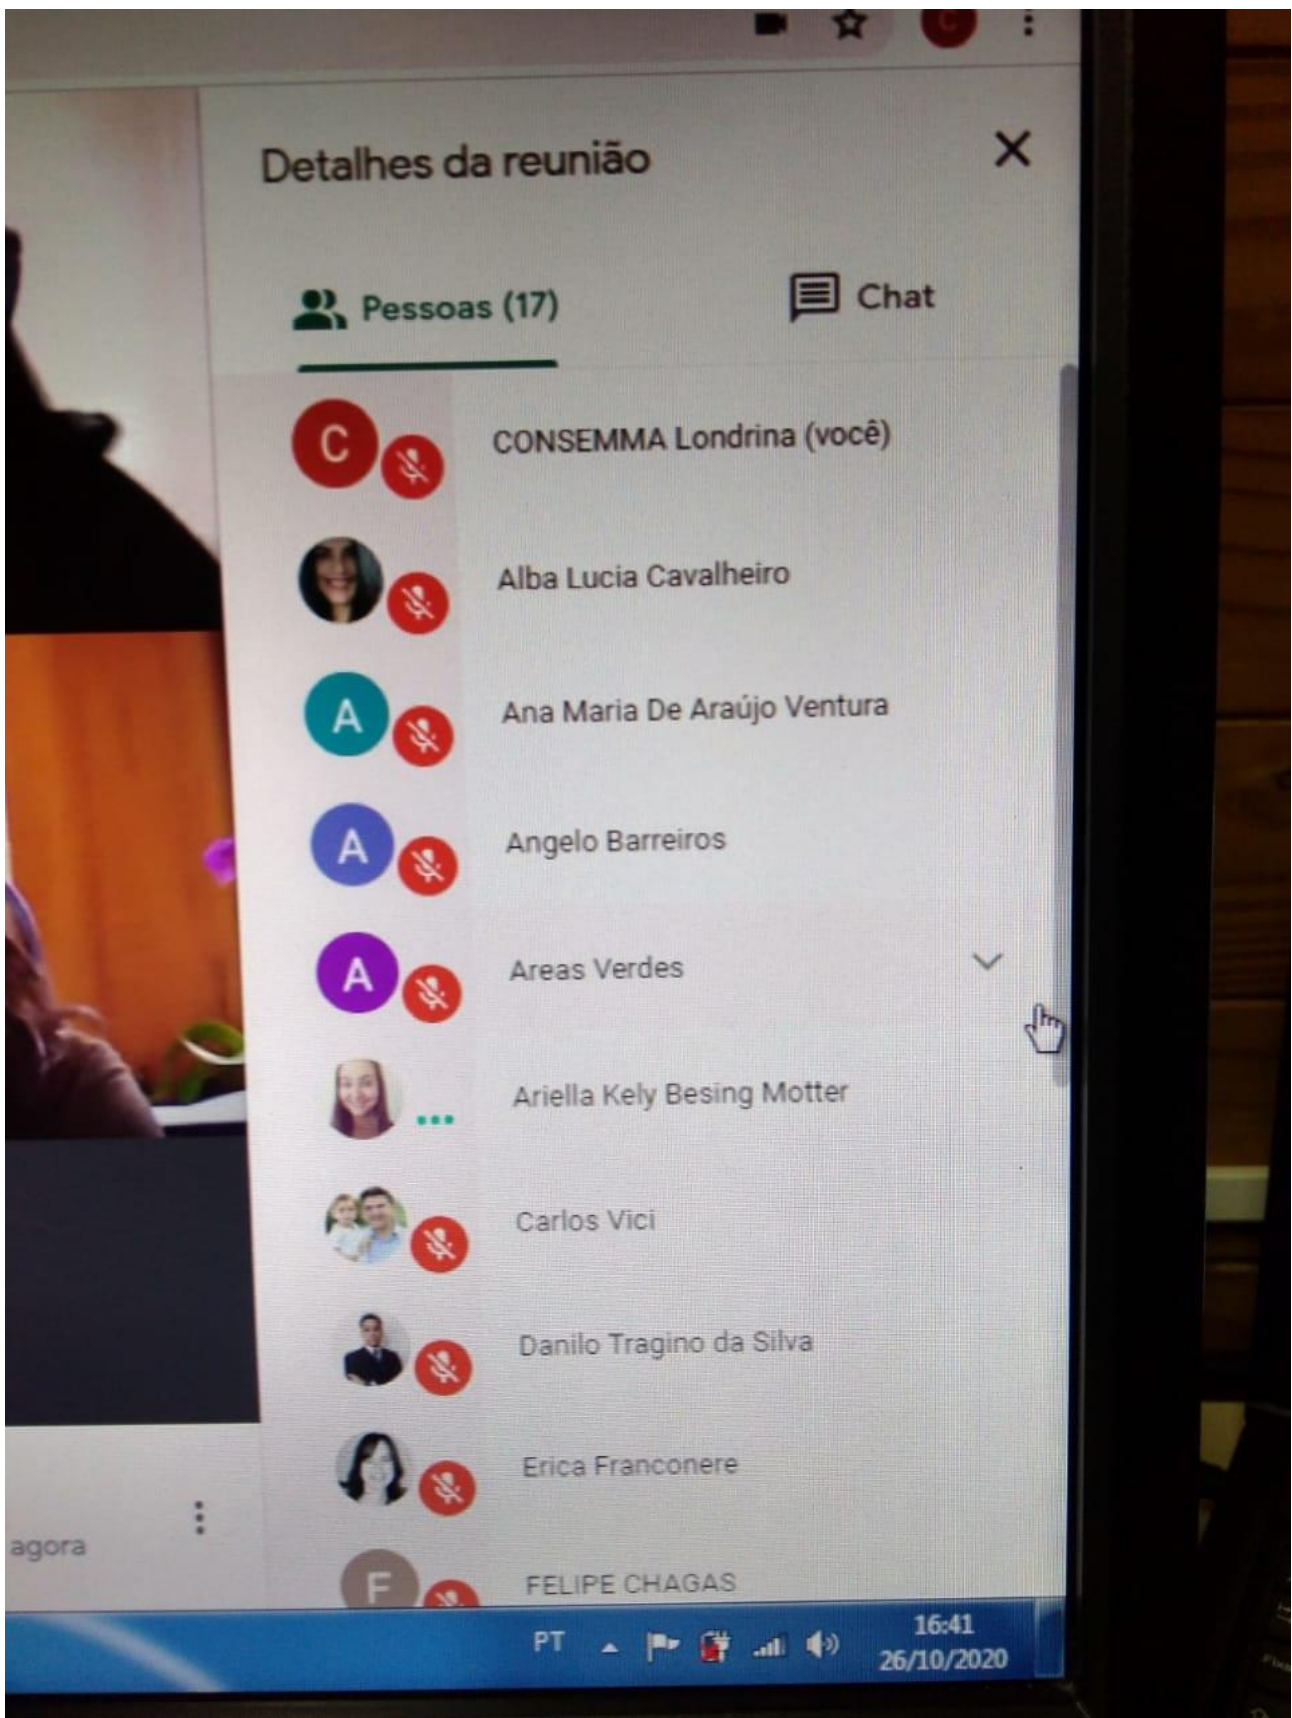 C
Detalhes da reunião
Pessoas (17)
Chat
C
CONSEMMA Londrina (você)
Alba Lucia Cavalheiro
A
Ana Maria De Araújo Ventura
A
Angelo Barreiros
A
Areas Verdes
Ariella Kely Besing Motter
Carlos Vici
Danilo Tragino da Silva
Erica Franconere
agora
F
FELIPE CHAGAS
PT
16:41
26/10/2020